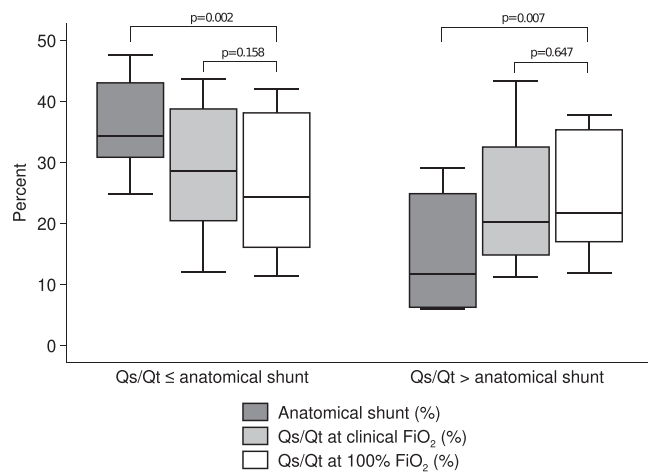 p=0.002
p=0.007
p=0.158
p=0.647
50
40
30
20
10
0
Percent
Qs/Qt ≤ anatomical shunt
Qs/Qt > anatomical shunt
Anatomical shunt (%)
Qs/Qt at clinical FiO₂ (%)
Qs/Qt at 100% FiO₂ (%)